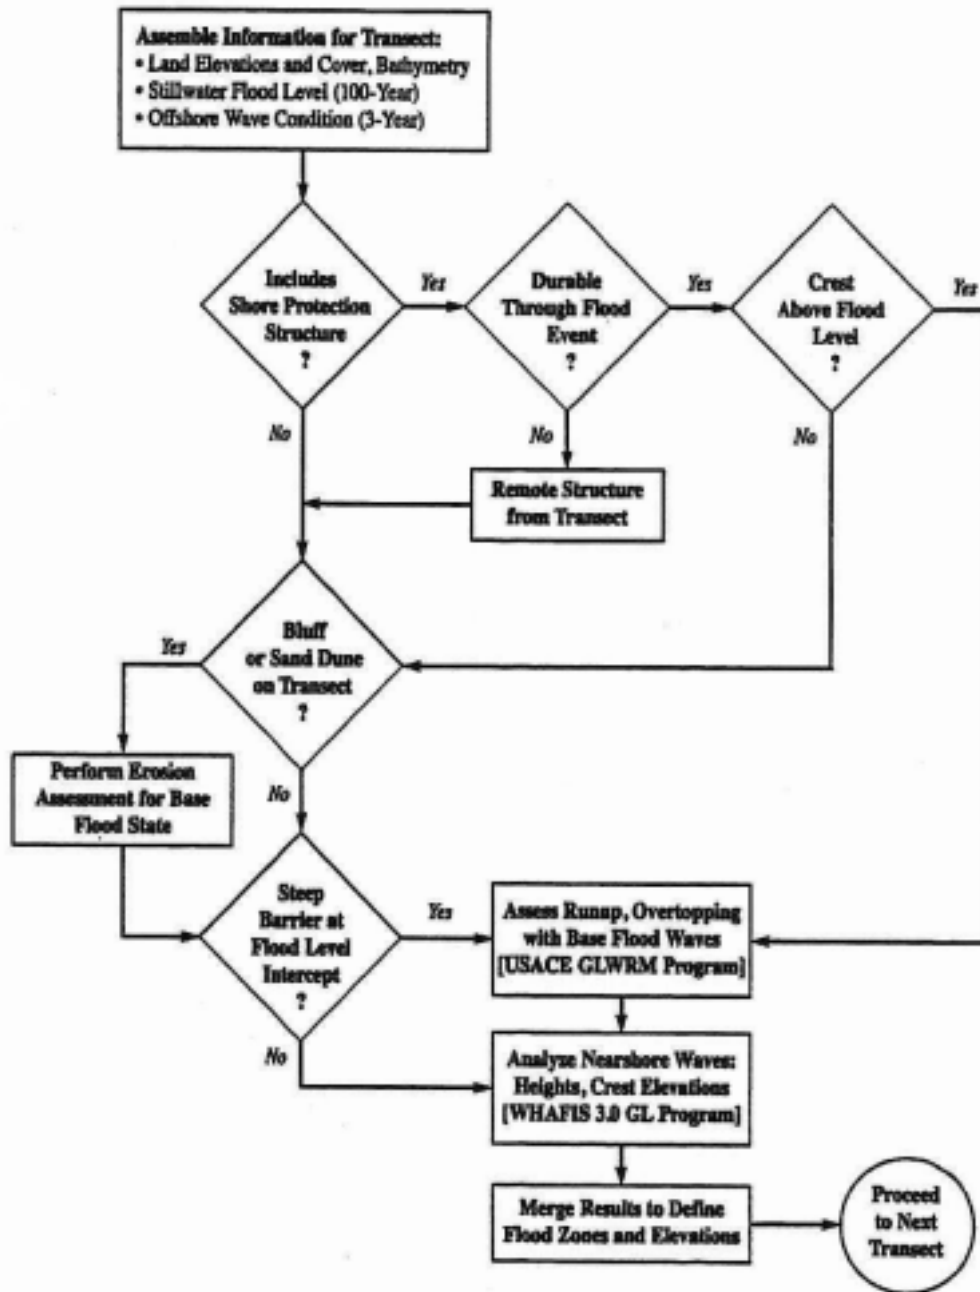 Assemble Information for Transect:
• Land Elevations and Cover, Bathymetry
• Stillwater Flood Level (100-Year)
• Offshore Wave Condition (3-Year)
Includes
Shore Protection
Structure
?
Yes
Durable
Through Flood
Event
?
Yes
Crest
Above Flood
Level
?
Yes
No
No
No
Remote Structure
from Transect
Bluff
or Sand Dune
on Transect
?
Yes
No
Perform Erosion
Assessment for Base
Flood State
Steep
Barrier at
Flood Level
Intercept
?
Yes
No
Assess Runup, Overtopping
with Base Flood Waves
[USACE GLWRM Program]
Analyze Nearshore Waves:
Heights, Crest Elevations
[WHAFIS 3.0 GL Program]
Merge Results to Define
Flood Zones and Elevations
Proceed
to Next
Transect